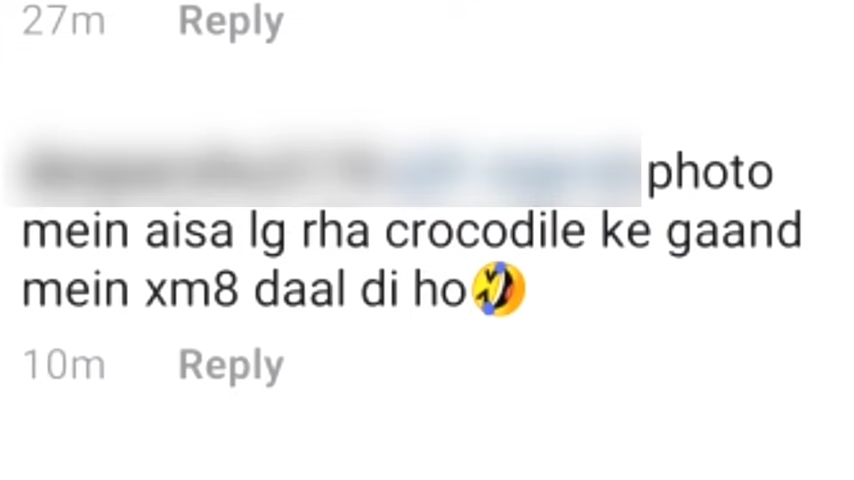 27m Reply
photo
mein aisa lg rha crocodile ke gaand
mein xm8 daal di ho🤣
10m Reply